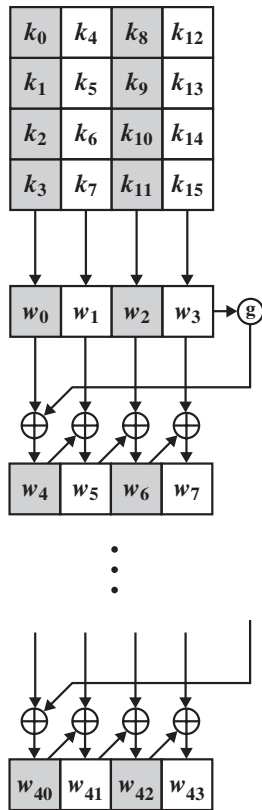 k₀ k₄ k₈ k₁₂
k₁ k₅ k₉ k₁₃
k₂ k₆ k₁₀ k₁₄
k₃ k₇ k₁₁ k₁₅
w₀ w₁ w₂ w₃ g
w₄ w₅ w₆ w₇
w₄₀ w₄₁ w₄₂ w₄₃